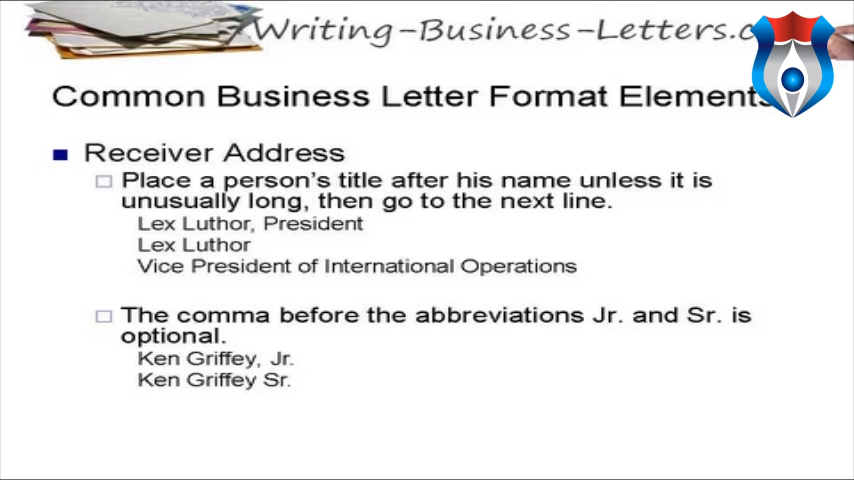 Writing-Business-Letters.c
Common Business Letter Format Elements
Receiver Address
Place a person's title after his name unless it is
unusually long, then go to the next line.
Lex Luthor, President
Lex Luthor
Vice President of International Operations
The comma before the abbreviations Jr. and Sr. is
optional.
Ken Griffey, Jr.
Ken Griffey Sr.